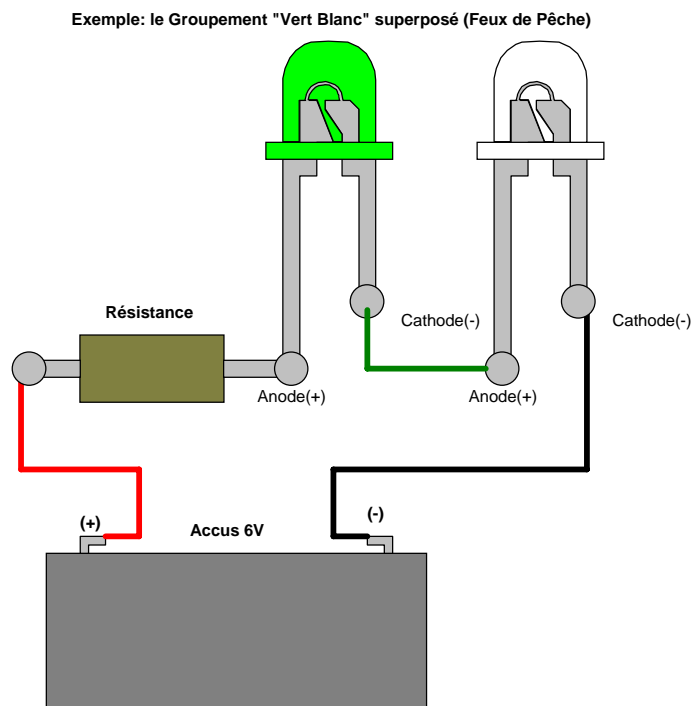 Exemple: le Groupement "Vert Blanc" superposé (Feux de Pêche)
Résistance
Cathode(-)
Cathode(-)
Anode(+)
Anode(+)
(+)
Accus 6V
(-)